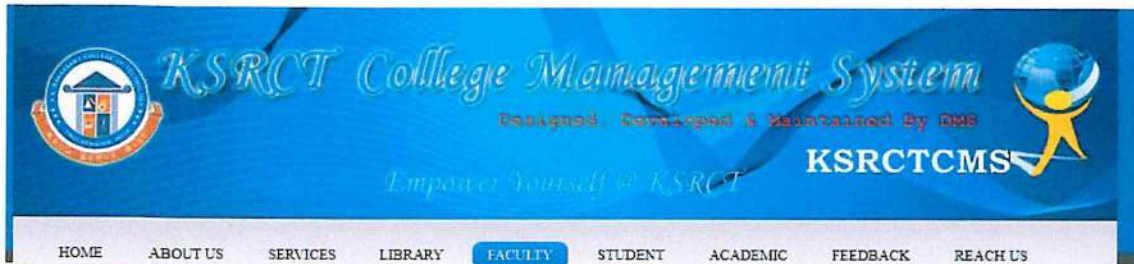 KSRCT College Management System
Designed, Developed & Maintained By DMS
KSRCTCMS
Empower Yourself @ KSRCT
HOME ABOUT US SERVICES LIBRARY FACULTY STUDENT ACADEMIC FEEDBACK REACH US